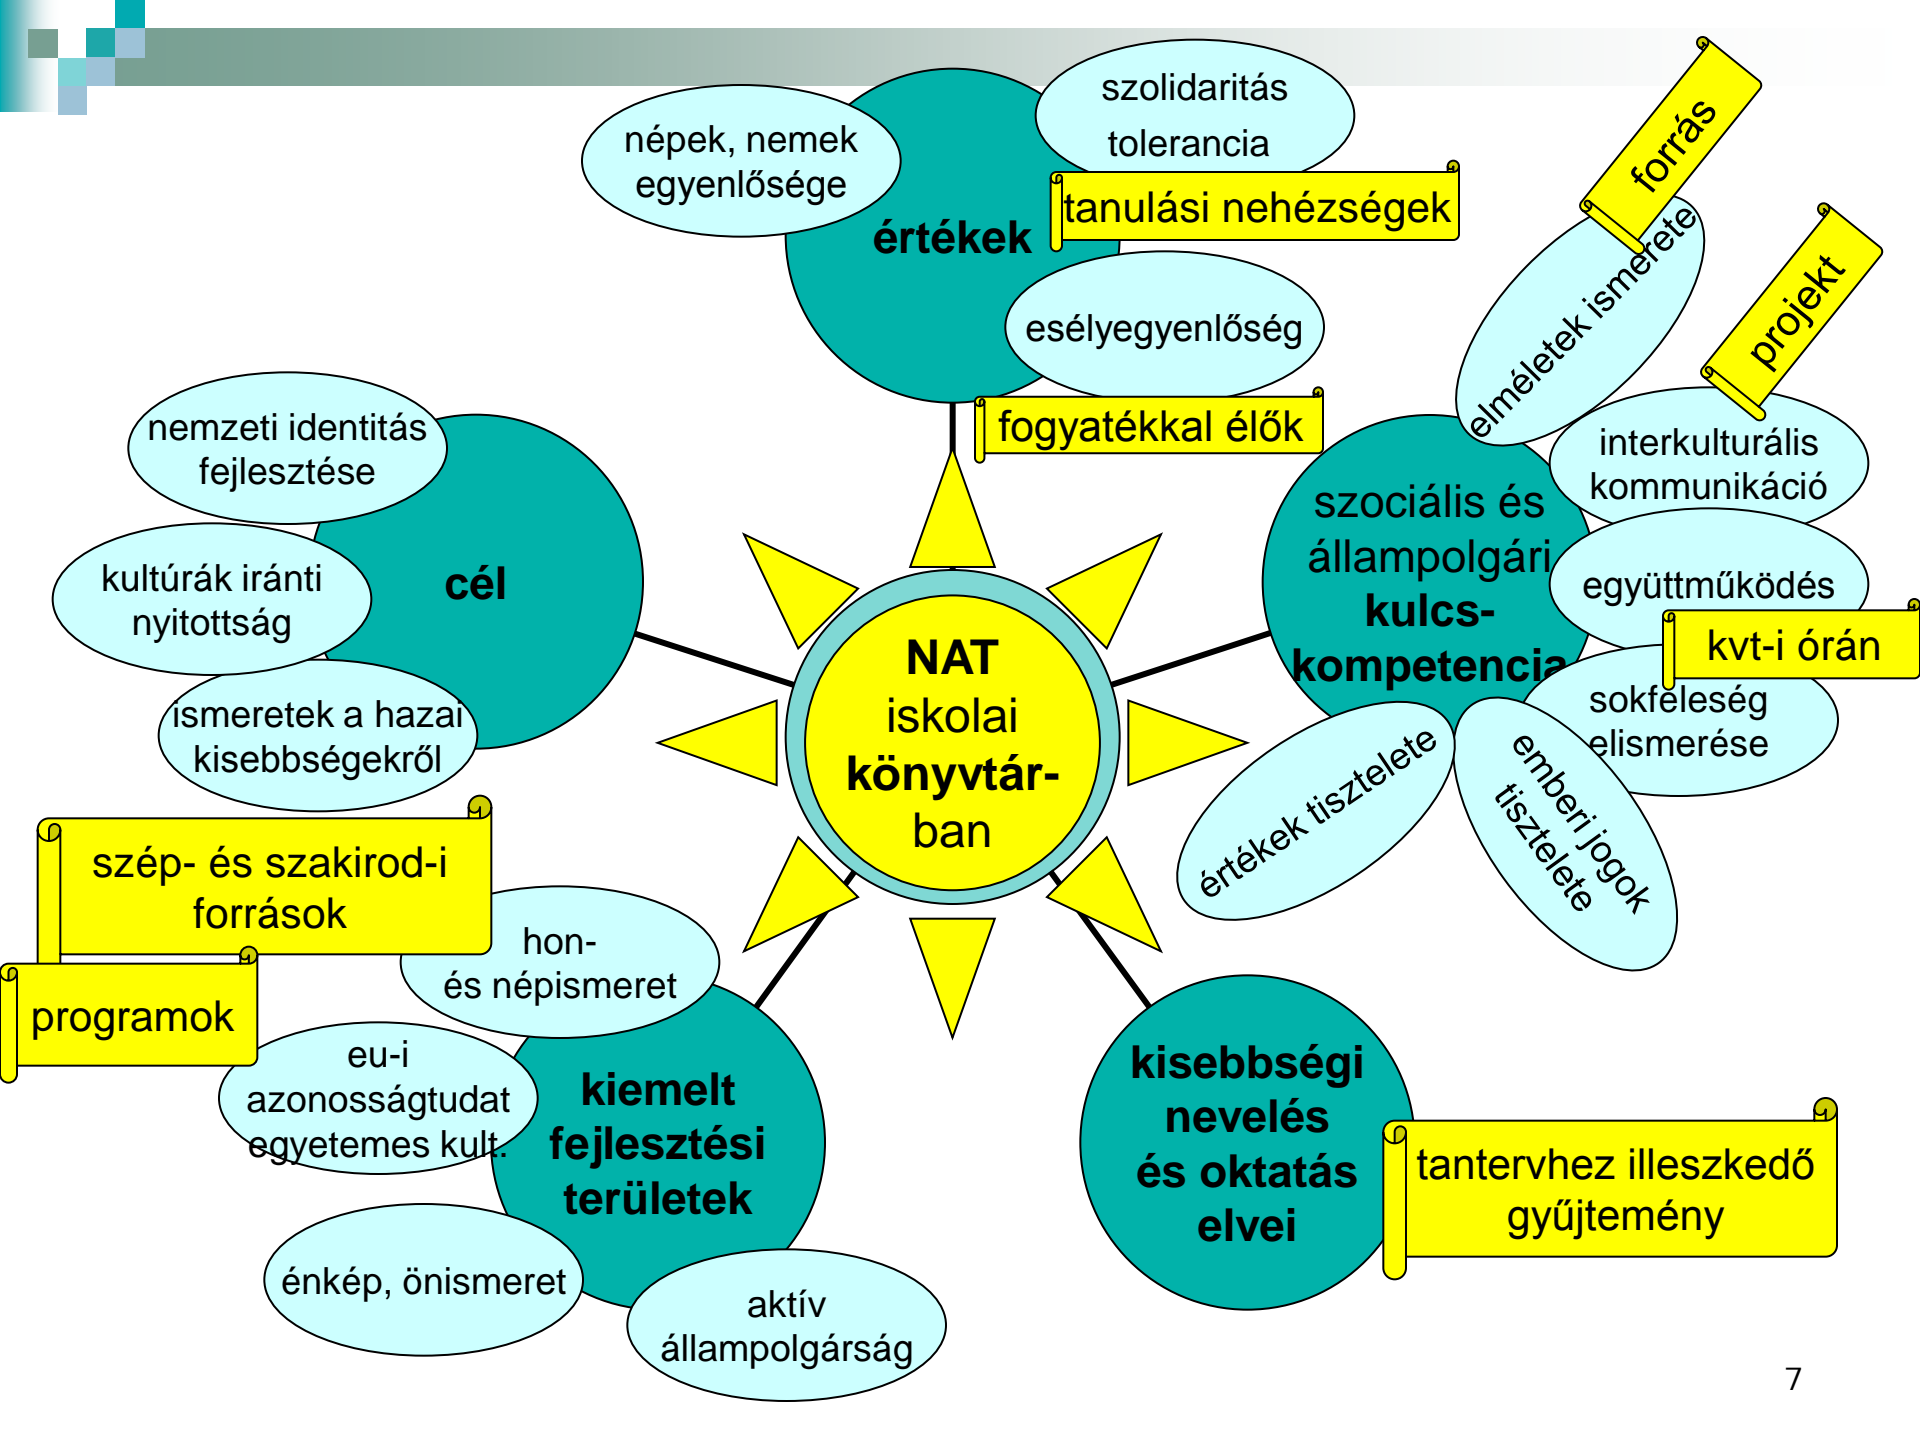 szolidaritás
tolerancia
népek, nemek
egyenlősége
értékek
tanulási nehézségek
esélyegyenlőség
fogyatékkal élők
forrás
elméletek ismerete
projekt
interkulturális
kommunikáció
szociális és
állampolgári
kulcs-
kompetencia
együttműködés
kvt-i órán
sokféleség
elismerése
emberi jogok
tisztelete
értékek tisztelete
nemzeti identitás
fejlesztése
cél
kultúrák iránti
nyitottság
ismeretek a hazai
kisebbségekről
NAT
iskolai
könyvtár-
ban
szép- és szakirod-i
források
programok
hon-
és népismeret
eu-i
azonosságtudat
egyetemes kult.
kiemelt
fejlesztési
területek
énkép, önismeret
aktív
állampolgárság
kisebbségi
nevelés
és oktatás
elvei
tantervhez illeszkedő
gyűjtemény
7